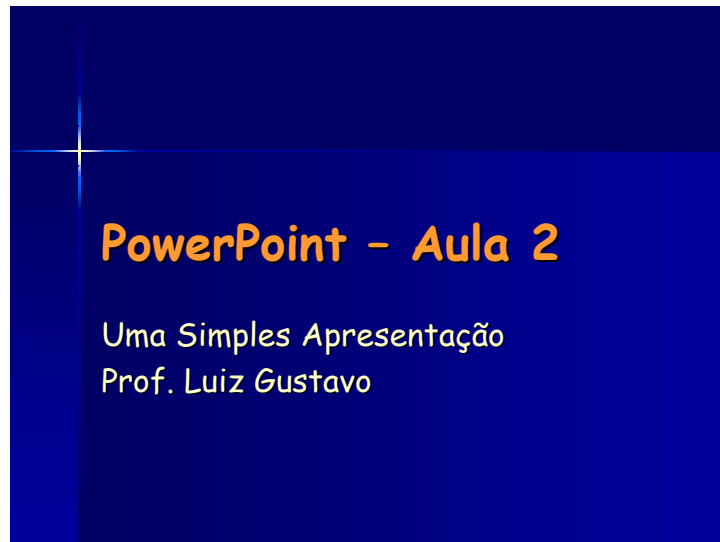 PowerPoint – Aula 2
Uma Simples Apresentação
Prof. Luiz Gustavo